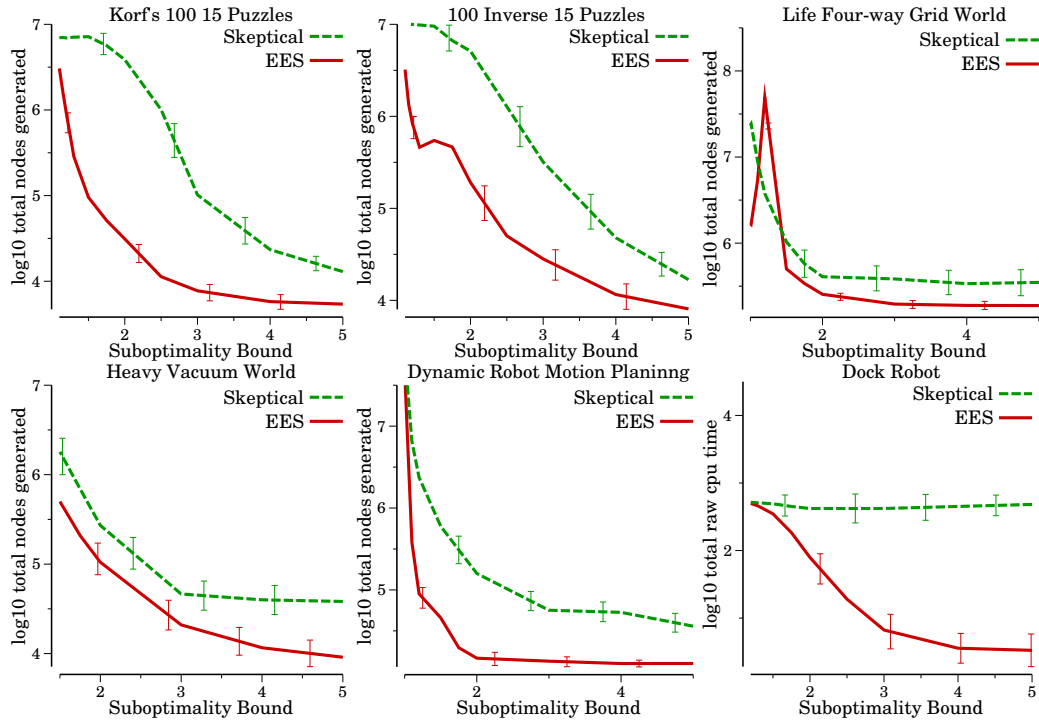 Korf's 100 15 Puzzles
log10 total nodes generated
7
6
5
4
Skeptical
EES
2
3
4
5
Suboptimality Bound
100 Inverse 15 Puzzles
log10 total nodes generated
7
6
5
4
Skeptical
EES
2
3
4
5
Suboptimality Bound
Life Four-way Grid World
log10 total nodes generated
8
7
6
Skeptical
EES
2
4
Suboptimality Bound
Heavy Vacuum World
log10 total nodes generated
7
6
5
4
Skeptical
EES
2
3
4
5
Suboptimality Bound
Dynamic Robot Motion Planinng
log10 total nodes generated
7
6
5
Skeptical
EES
2
4
Suboptimality Bound
Dock Robot
log10 total raw cpu time
4
2
Skeptical
EES
2
3
4
5
Suboptimality Bound